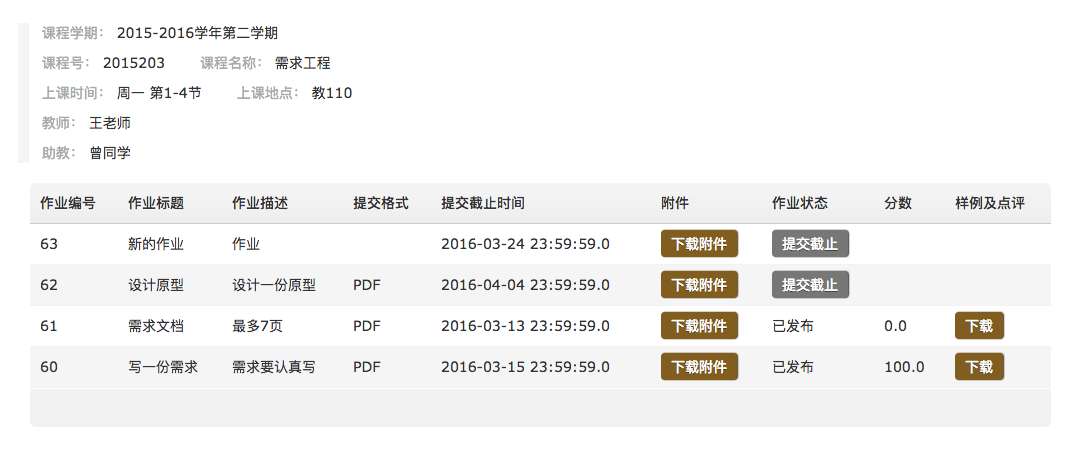 课程学期： 2015-2016学年第二学期
课程号： 2015203 课程名称： 需求工程
上课时间： 周一 第1-4节 上课地点： 教110
教师： 王老师
助教： 曾同学
作业编号 作业标题 作业描述 提交格式 提交截止时间 附件 作业状态 分数 样例及点评
63 新的作业 作业 2016-03-24 23:59:59.0 下载附件 提交截止
62 设计原型 设计一份原型 PDF 2016-04-04 23:59:59.0 下载附件 提交截止
61 需求文档 最多7页 PDF 2016-03-13 23:59:59.0 下载附件 已发布 0.0 下载
60 写一份需求 需求要认真写 PDF 2016-03-15 23:59:59.0 下载附件 已发布 100.0 下载